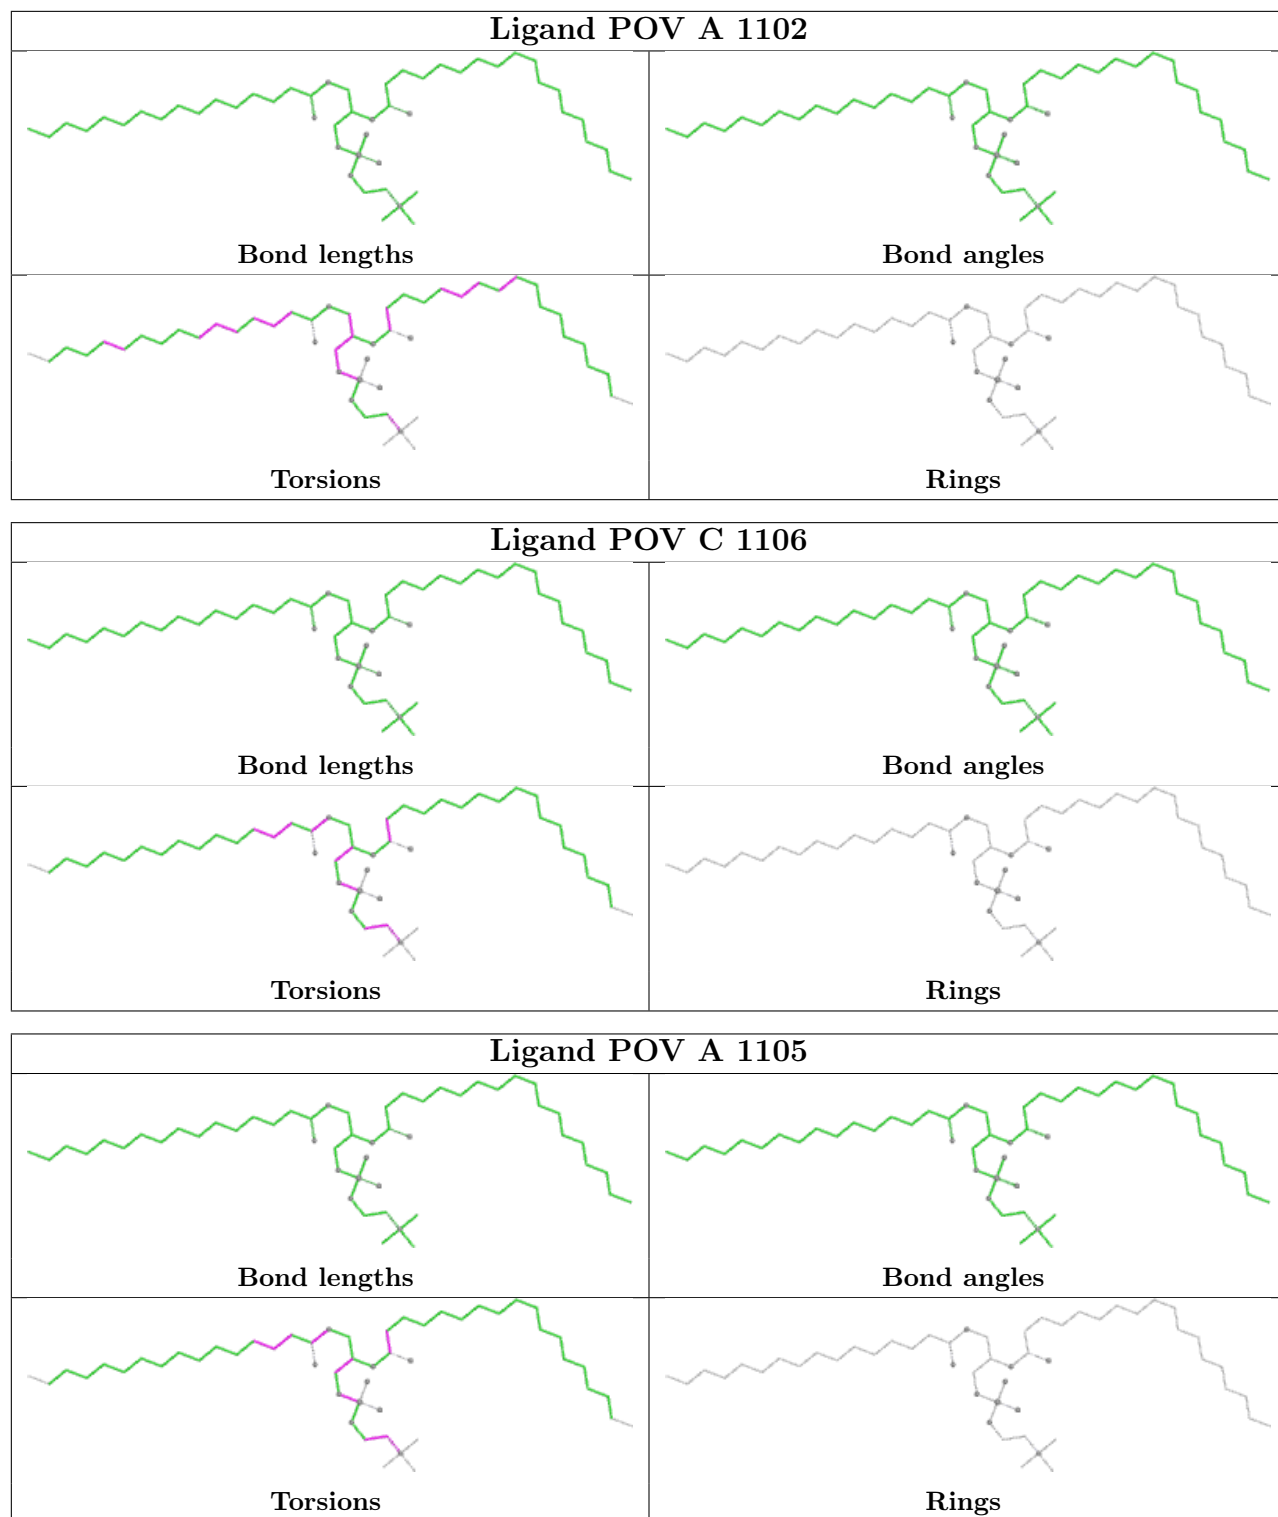 Ligand POV A 1102
Bond lengths
Bond angles
Torsions
Rings
Ligand POV C 1106
Bond lengths
Bond angles
Torsions
Rings
Ligand POV A 1105
Bond lengths
Bond angles
Torsions
Rings